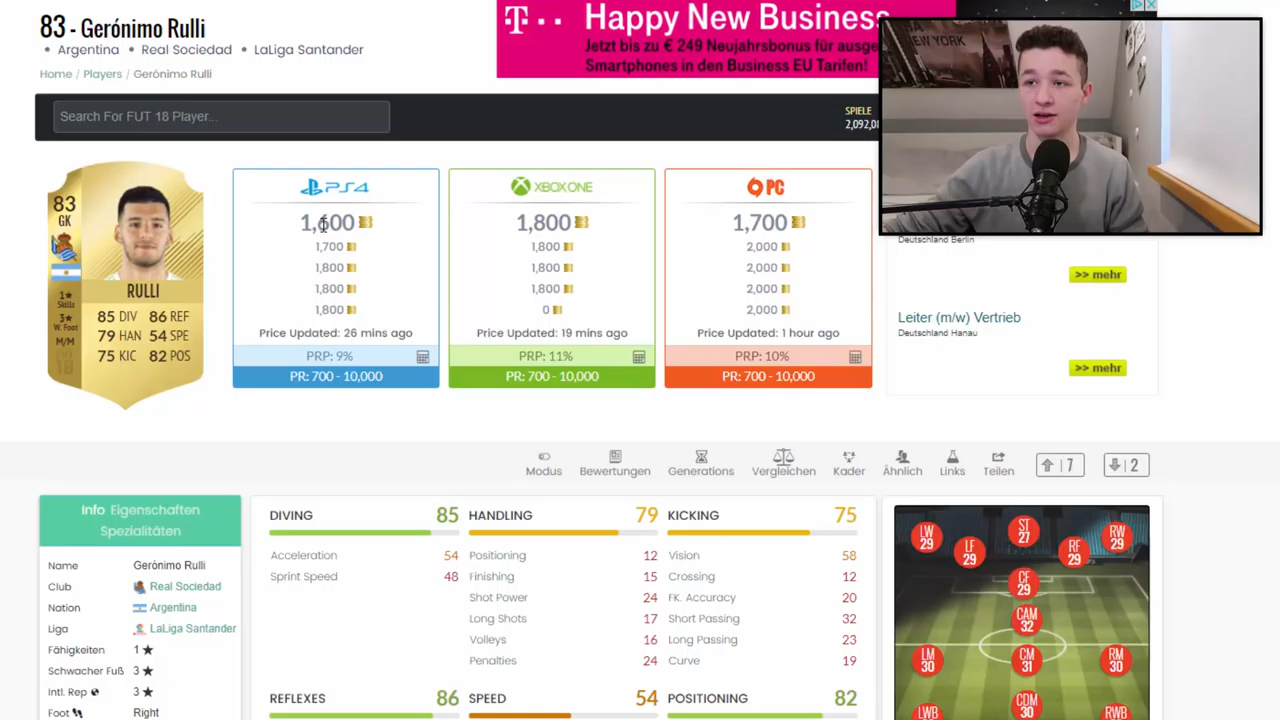 83 - Gerónimo Rulli
• Argentina • Real Sociedad • LaLiga Santander
Home / Players / Gerónimo Rulli
T
Happy New Business
Jetzt bis zu € 249 Neujahrsbonus für ausge
Smartphones in den Business EU Tarifen!
NEW YORK
Search For FUT 18 Player...
SPIELE
2,092,08
83
GK
RULLI
1★
Skills
3★
W. Foot
M/M
85 DIV 86 REF
79 HAN 54 SPE
75 KIC 82 POS
PS4
1,700
1,800
1,800
1,800
Price Updated: 26 mins ago
PRP: 9%
PR: 700 - 10,000
XBOX ONE
1,800
1,800
1,800
1,800
0
Price Updated: 19 mins ago
PRP: 11%
PR: 700 - 10,000
PC
1,700
2,000
2,000
2,000
2,000
Price Updated: 1 hour ago
PRP: 10%
PR: 700 - 10,000
Deutschland Berlin
>> mehr
Leiter (m/w) Vertrieb
Deutschland Hanau
>> mehr
Modus
Bewertungen
Generations
Vergleichen
Kader
Ähnlich
Links
Teilen
7
2
Info Eigenschaften
Spezialitäten
Name Gerónimo Rulli
Club Real Sociedad
Nation Argentina
Liga LaLiga Santander
Fähigkeiten 1★
Schwacher Fuß 3★
Intl. Rep 3★
Foot Right
DIVING 85
Acceleration 54
Sprint Speed 48
HANDLING 79
Positioning 12
Finishing 15
Shot Power 24
Long Shots 17
Volleys 16
Penalties 24
KICKING 75
Vision 58
Crossing 12
FK. Accuracy 20
Short Passing 32
Long Passing 23
Curve 19
REFLEXES 86
SPEED 54
POSITIONING 82
LW
29
LF
29
ST
27
RF
29
RW
29
CF
29
CAM
32
LM
30
CM
31
RM
30
CDM
30
LWB
RWB